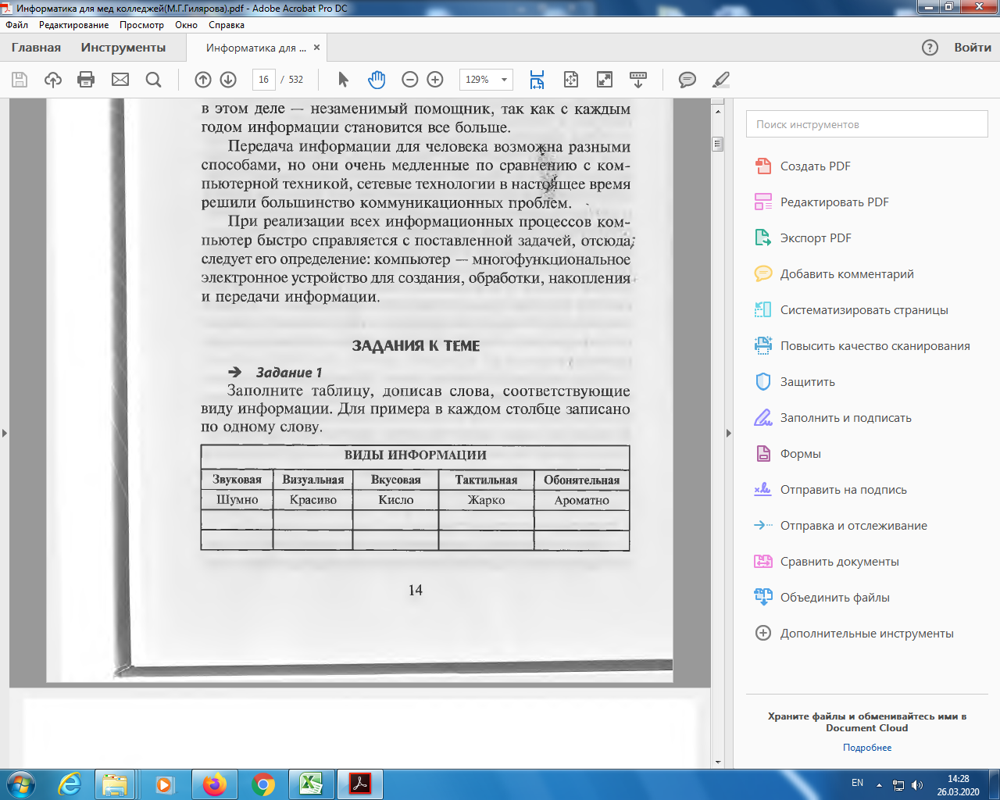 Информатика для мед колледжей(М.Г.Гилярова).pdf - Adobe Acrobat Pro DC
Файл Редактирование Просмотр Окно Справка
Главная Инструменты Информатика для ... × ? Войти
16 / 532 129%
в этом деле — незаменимый помощник, так как с каждым
годом информации становится все больше.
Передача информации для человека возможна разными
способами, но они очень медленные по сравнению с ком-
пьютерной техникой, сетевые технологии в настоящее время
решили большинство коммуникационных проблем.
При реализации всех информационных процессов ком-
пьютер быстро справляется с поставленной задачей, отсюда
следует его определение: компьютер — многофункциональное
электронное устройство для создания, обработки, накопления
и передачи информации.
ЗАДАНИЯ К ТЕМЕ
➔ Задание 1
Заполните таблицу, дописав слова, соответствующие
виду информации. Для примера в каждом столбце записано
по одному слову.
ВИДЫ ИНФОРМАЦИИ
Звуковая Визуальная Вкусовая Тактильная Обонятельная
Шумно Красиво Кисло Жарко Ароматно
14
Поиск инструментов
Создать PDF
Редактировать PDF
Экспорт PDF
Добавить комментарий
Систематизировать страницы
Повысить качество сканирования
Защитить
Заполнить и подписать
Формы
Отправить на подпись
Отправка и отслеживание
Сравнить документы
Объединить файлы
Дополнительные инструменты
Храните файлы и обменивайтесь ими в
Document Cloud
Подробнее
EN 14:28
26.03.2020